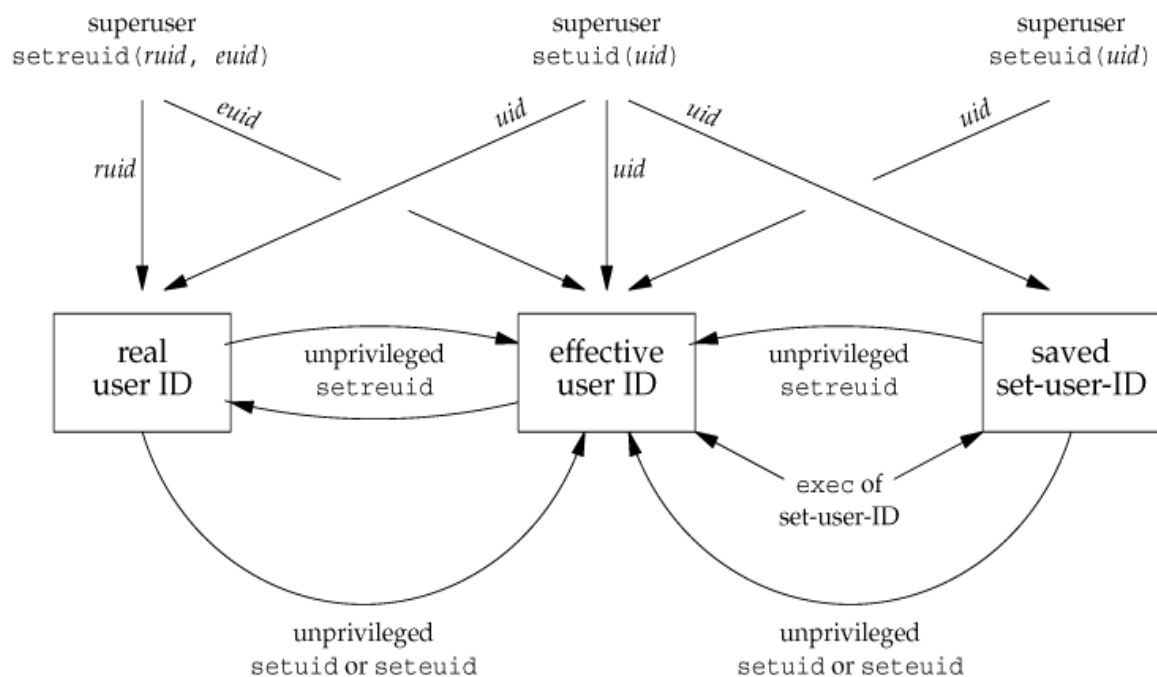 superuser
setreuid(ruid, euid)
superuser
setuid(uid)
superuser
seteuid(uid)
euid
uid
uid
uid
ruid
uid
real
user ID
unprivileged
setreuid
effective
user ID
unprivileged
setreuid
saved
set-user-ID
exec of
set-user-ID
unprivileged
setuid or seteuid
unprivileged
setuid or seteuid